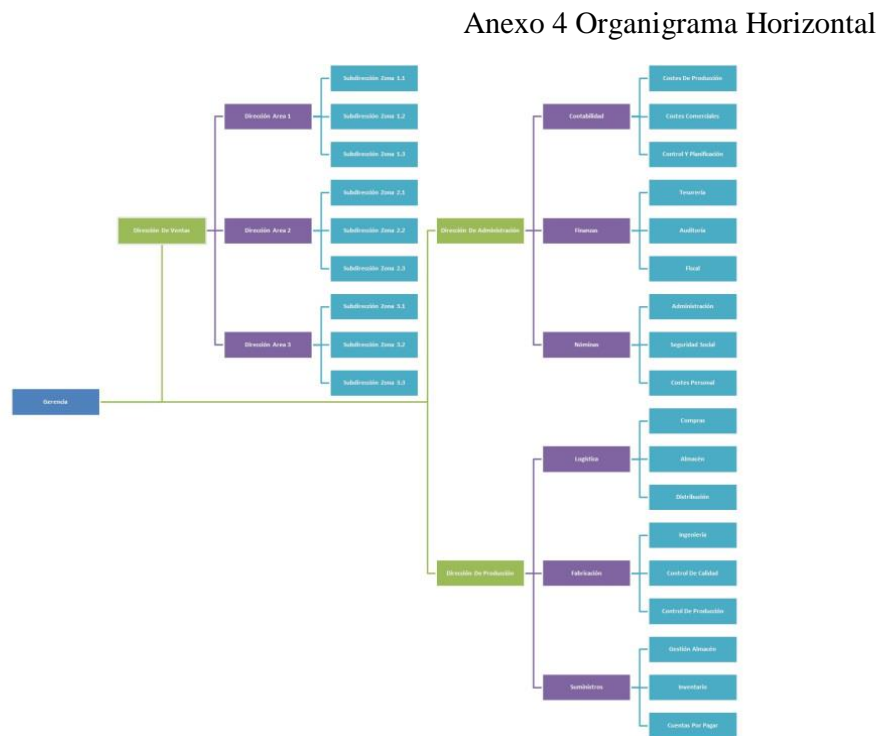 Anexo 4 Organigrama Horizontal
Gerencia
Dirección De Ventas
Dirección Area 1
Subdirección Zona 1.1
Subdirección Zona 1.2
Subdirección Zona 1.3
Dirección Area 2
Subdirección Zona 2.1
Subdirección Zona 2.2
Subdirección Zona 2.3
Dirección Area 3
Subdirección Zona 3.1
Subdirección Zona 3.2
Subdirección Zona 3.3
Dirección De Administración
Contabilidad
Costes De Producción
Costes Comerciales
Control Y Planificación
Finanzas
Tesorería
Auditoría
Fiscal
Nóminas
Administración
Seguridad Social
Costes Personal
Dirección De Producción
Logística
Compras
Almacén
Distribución
Fabricación
Ingeniería
Control De Calidad
Control De Producción
Suministros
Gestión Almacén
Inventario
Cuentas Por Pagar